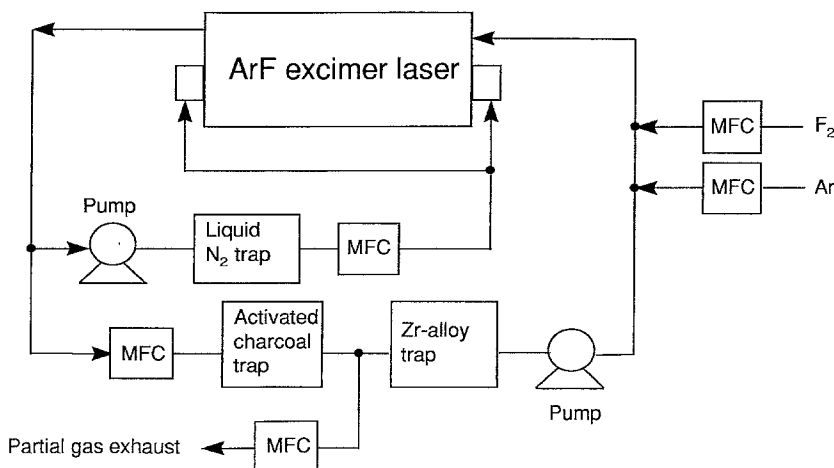 ArF excimer laser
MFC
F2
MFC
Ar
Pump
Liquid
N2 trap
MFC
MFC
Activated
charcoal
trap
Zr-alloy
trap
Pump
Partial gas exhaust
MFC